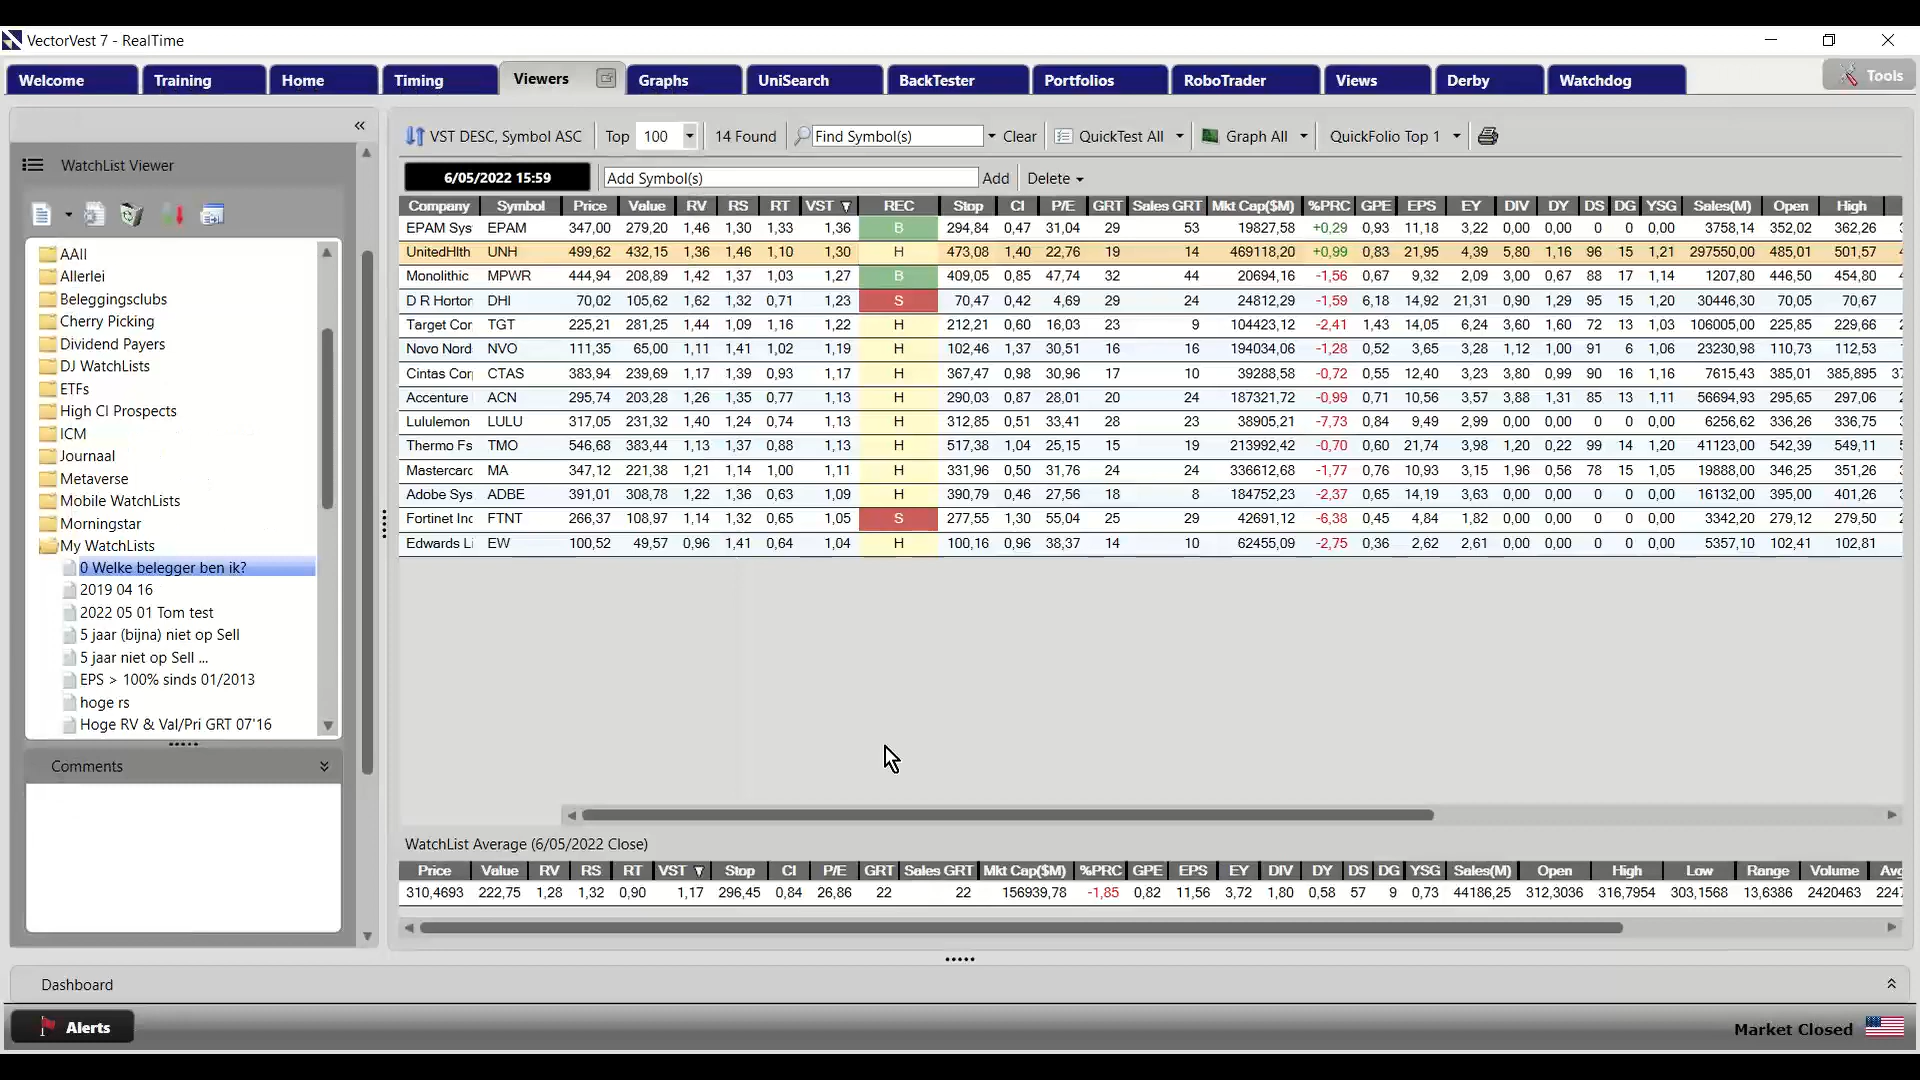 VectorVest 7 - RealTime
Welcome Training Home Timing Viewers Graphs UniSearch BackTester Portfolios RoboTrader Views Derby Watchdog Tools
VST DESC, Symbol ASC Top 100 14 Found Find Symbol(s) Clear QuickTest All Graph All QuickFolio Top 1
WatchList Viewer
6/05/2022 15:59 Add Symbol(s) Add Delete
Company Symbol Price Value RV RS RT VST REC Stop CI P/E GRT Sales GRT Mkt Cap($M) %PRC GPE EPS EY DIV DY DS DG YSG Sales(M) Open High
EPAM Sys EPAM 347,00 279,20 1,46 1,30 1,33 1,36 B 294,84 0,47 31,04 29 53 19827,58 +0,29 0,93 11,18 3,22 0,00 0,00 0 0 0,00 3758,14 352,02 362,26
UnitedHlth UNH 499,62 432,15 1,36 1,46 1,10 1,30 H 473,08 1,40 22,76 19 14 469118,20 +0,99 0,83 21,95 4,39 5,80 1,16 96 15 1,21 297550,00 485,01 501,57
Monolithic MPWR 444,94 208,89 1,42 1,37 1,03 1,27 B 409,05 0,85 47,74 32 44 20694,16 -1,56 0,67 9,32 2,09 3,00 0,67 88 17 1,14 1207,80 446,50 454,80
D R Horton DHI 70,02 105,62 1,62 1,32 0,71 1,23 S 70,47 0,42 4,69 29 24 24812,29 -1,59 6,18 14,92 21,31 0,90 1,29 95 15 1,20 30446,30 70,05 70,67
Target Cor TGT 225,21 281,25 1,44 1,09 1,16 1,22 H 212,21 0,60 16,03 23 9 104423,12 -2,41 1,43 14,05 6,24 3,60 1,60 72 13 1,03 106005,00 225,85 229,66
Novo Nord NVO 111,35 65,00 1,11 1,41 1,02 1,19 H 102,46 1,37 30,51 16 16 194034,06 -1,28 0,52 3,65 3,28 1,12 1,00 91 6 1,06 23230,98 110,73 112,53
Cintas Cor CTAS 383,94 239,69 1,17 1,39 0,93 1,17 H 367,47 0,98 30,96 17 10 39288,58 -0,72 0,55 12,40 3,23 3,80 0,99 90 16 1,16 7615,43 385,01 385,895
Accenture ACN 295,74 203,28 1,26 1,35 0,77 1,13 H 290,03 0,87 28,01 20 24 187321,72 -0,99 0,71 10,56 3,57 3,88 1,31 85 13 1,11 56694,93 295,65 297,06
Lululemon LULU 317,05 231,32 1,40 1,24 0,74 1,13 H 312,85 0,51 33,41 28 23 38905,21 -7,73 0,84 9,49 2,99 0,00 0,00 0 0 0,00 6256,62 336,26 336,75
Thermo Fs TMO 546,68 383,44 1,13 1,37 0,88 1,13 H 517,38 1,04 25,15 15 19 213992,42 -0,70 0,60 21,74 3,98 1,20 0,22 99 14 1,20 41123,00 542,39 549,11
Mastercard MA 347,12 221,38 1,21 1,14 1,00 1,11 H 331,96 0,50 31,76 24 24 336612,68 -1,77 0,76 10,93 3,15 1,96 0,56 78 15 1,05 19888,00 346,25 351,26
Adobe Sys ADBE 391,01 308,78 1,22 1,36 0,63 1,09 H 390,79 0,46 27,56 18 8 184752,23 -2,37 0,65 14,19 3,63 0,00 0,00 0 0 0,00 16132,00 395,00 401,26
Fortinet Inc FTNT 266,37 108,97 1,14 1,32 0,65 1,05 S 277,55 1,30 55,04 25 29 42691,12 -6,38 0,45 4,84 1,82 0,00 0,00 0 0 0,00 3342,20 279,12 279,50
Edwards Li EW 100,52 49,57 0,96 1,41 0,64 1,04 H 100,16 0,96 38,37 14 10 62455,09 -2,75 0,36 2,62 2,61 0,00 0,00 0 0 0,00 5357,10 102,41 102,81
AAII
Allerlei
Beleggingsclubs
Cherry Picking
Dividend Payers
DJ WatchLists
ETFs
High CI Prospects
ICM
Journaal
Metaverse
Mobile WatchLists
Morningstar
My WatchLists
0 Welke belegger ben ik?
2019 04 16
2022 05 01 Tom test
5 jaar (bijna) niet op Sell
5 jaar niet op Sell ...
EPS > 100% sinds 01/2013
hoge rs
Hoge RV & Val/Pri GRT 07'16
Comments
WatchList Average (6/05/2022 Close)
Price Value RV RS RT VST Stop CI P/E GRT Sales GRT Mkt Cap($M) %PRC GPE EPS EY DIV DY DS DG YSG Sales(M) Open High Low Range Volume Avg
310,4693 222,75 1,28 1,32 0,90 1,17 296,45 0,84 26,86 22 22 156939,78 -1,85 0,82 11,56 3,72 1,80 0,58 57 9 0,73 44186,25 312,3036 316,7954 303,1568 13,6386 2420463 2247
Dashboard
Alerts
Market Closed